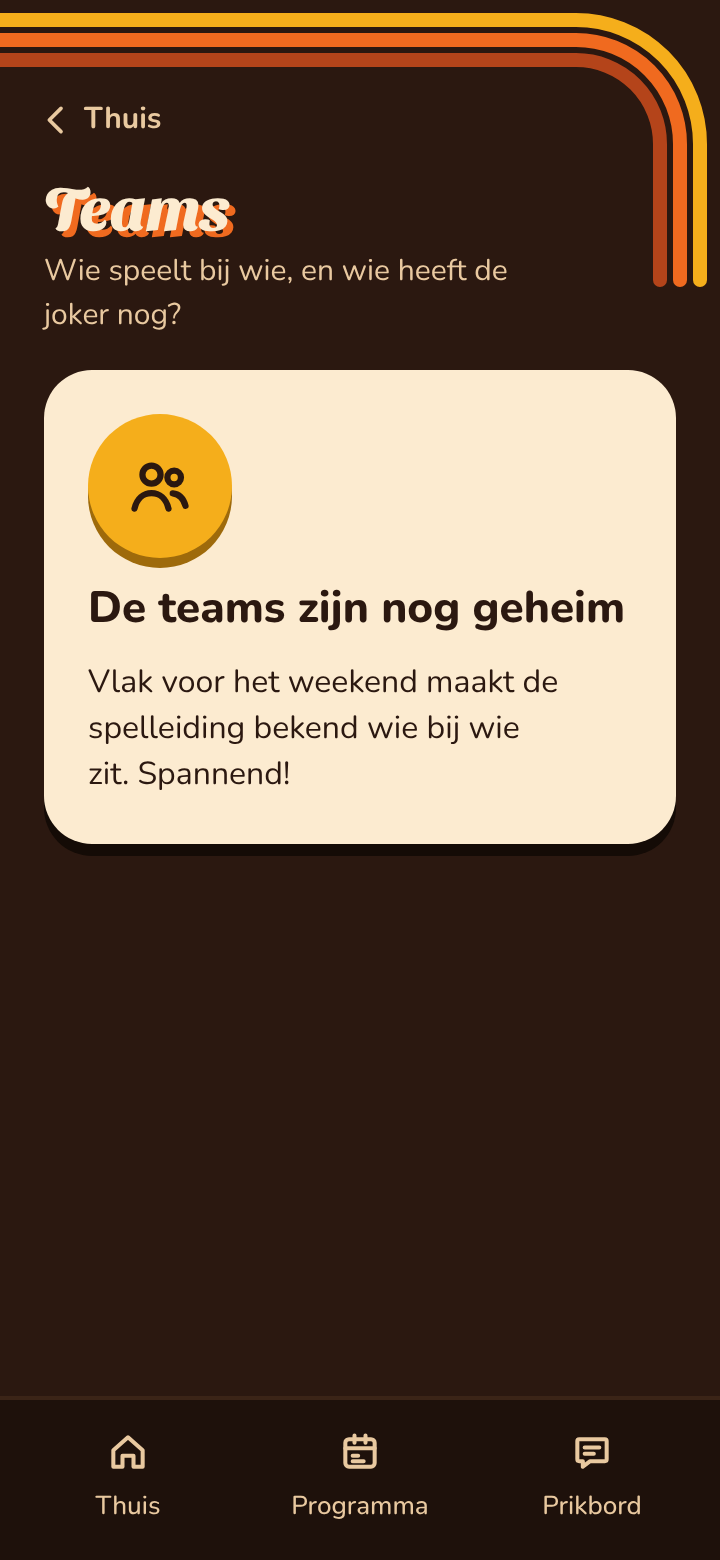 Thuis
Teams
Wie speelt bij wie, en wie heeft de
joker nog?
De teams zijn nog geheim
Vlak voor het weekend maakt de
spelleiding bekend wie bij wie
zit. Spannend!
Thuis
Programma
Prikbord